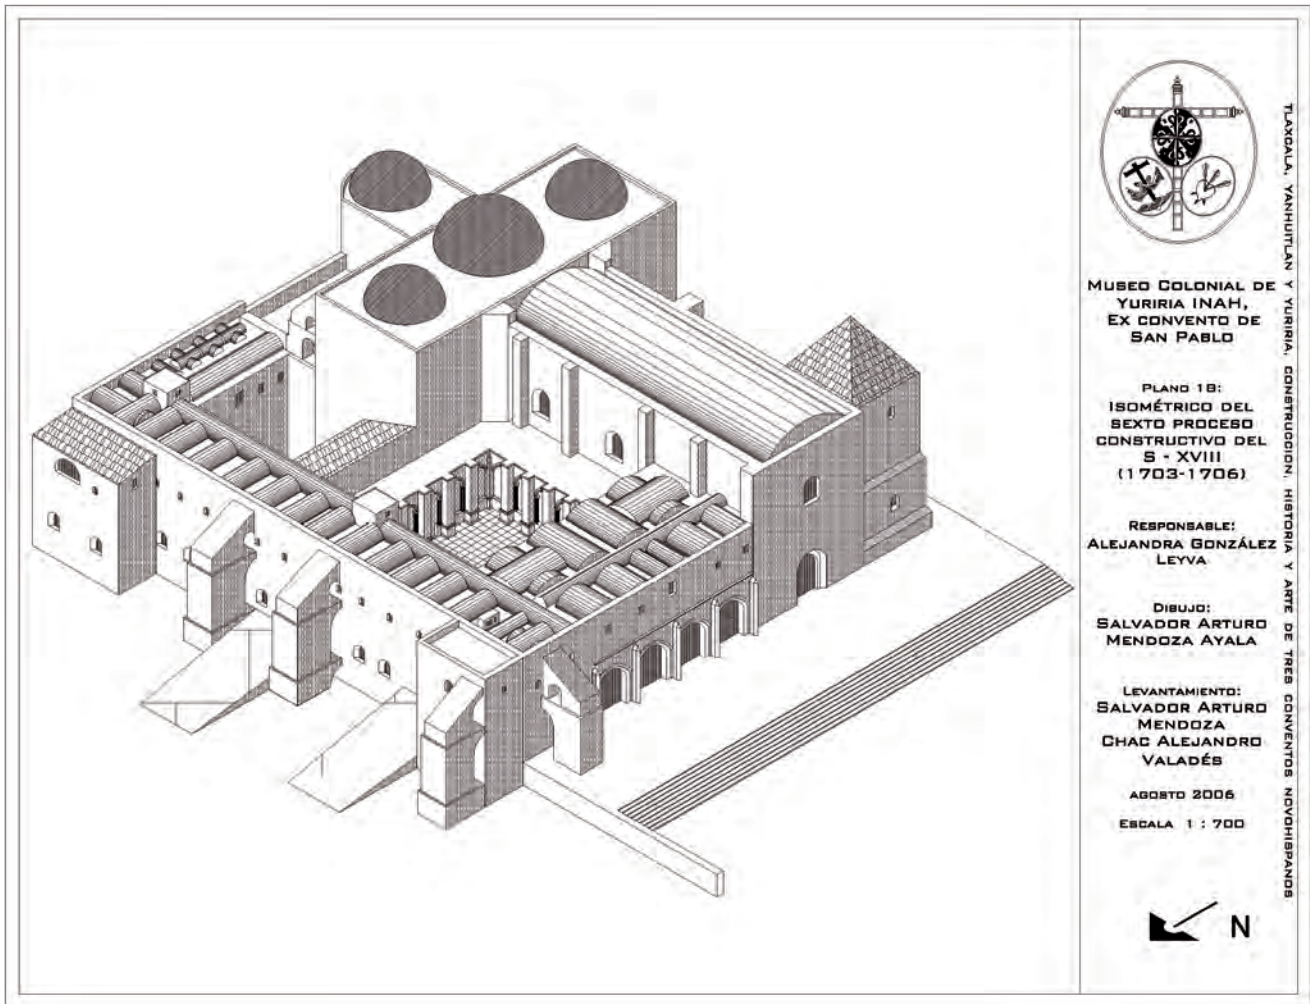 MUSEO COLONIAL DE
YURIRIA INAH,
EX CONVENTO DE
SAN PABLO
PLANO 18:
ISOMÉTRICO DEL
SEXTO PROCESO
CONSTRUCTIVO DEL
S - XVIII
(1703-1706)
RESPONSABLE:
ALEJANDRA GONZÁLEZ
LEYVA
DIBUJO:
SALVADOR ARTURO
MENDOZA AYALA
LEVANTAMIENTO:
SALVADOR ARTURO
MENDOZA
CHAC ALEJANDRO
VALADÉS
AGOSTO 2006
ESCALA 1 : 700
N
TLAXCALA, YANHUITLAN Y YURIRIA, CONSTRUCCION, HISTORIA Y ARTE DE TRES CONVENTOS NOVOHISPANOS